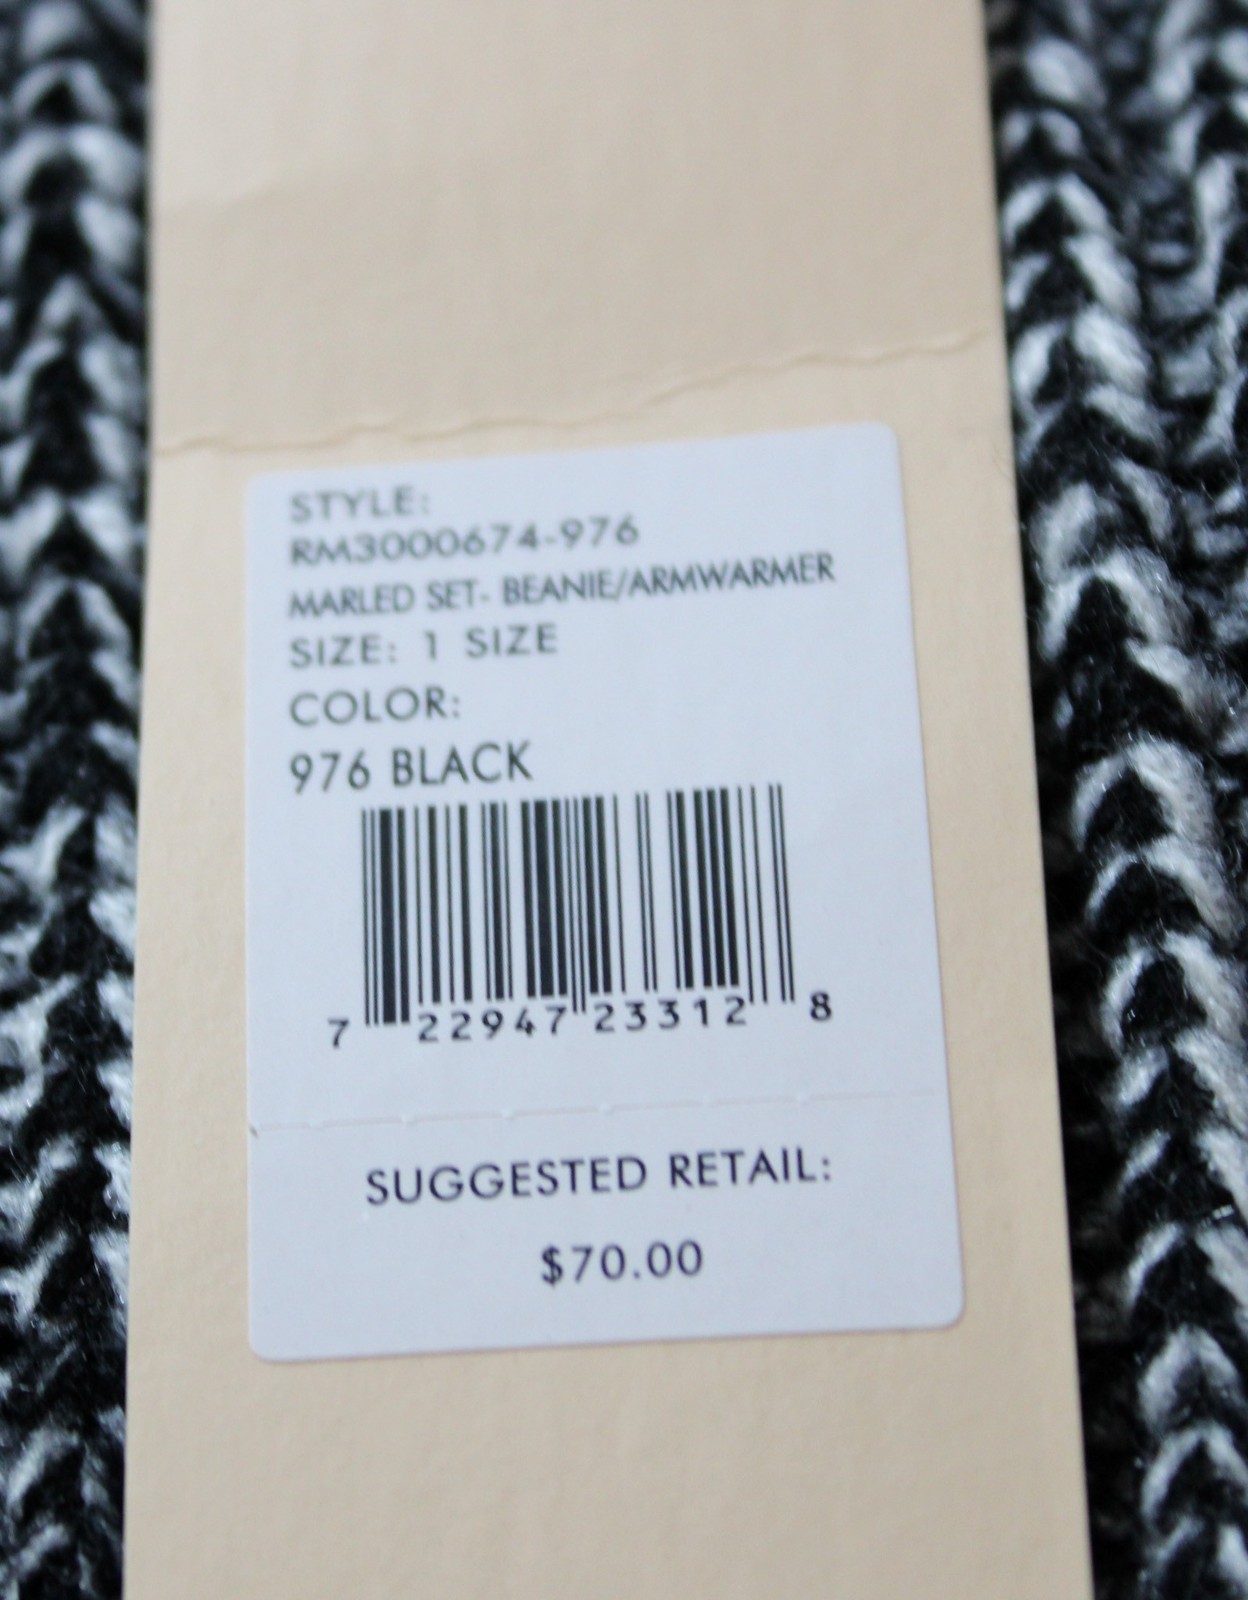 STYLE:
RM3000674-976
MARLED SET- BEANIE/ARMWARMER
SIZE: 1 SIZE
COLOR:
976 BLACK
7 22947 23312 8
SUGGESTED RETAIL:
$70.00